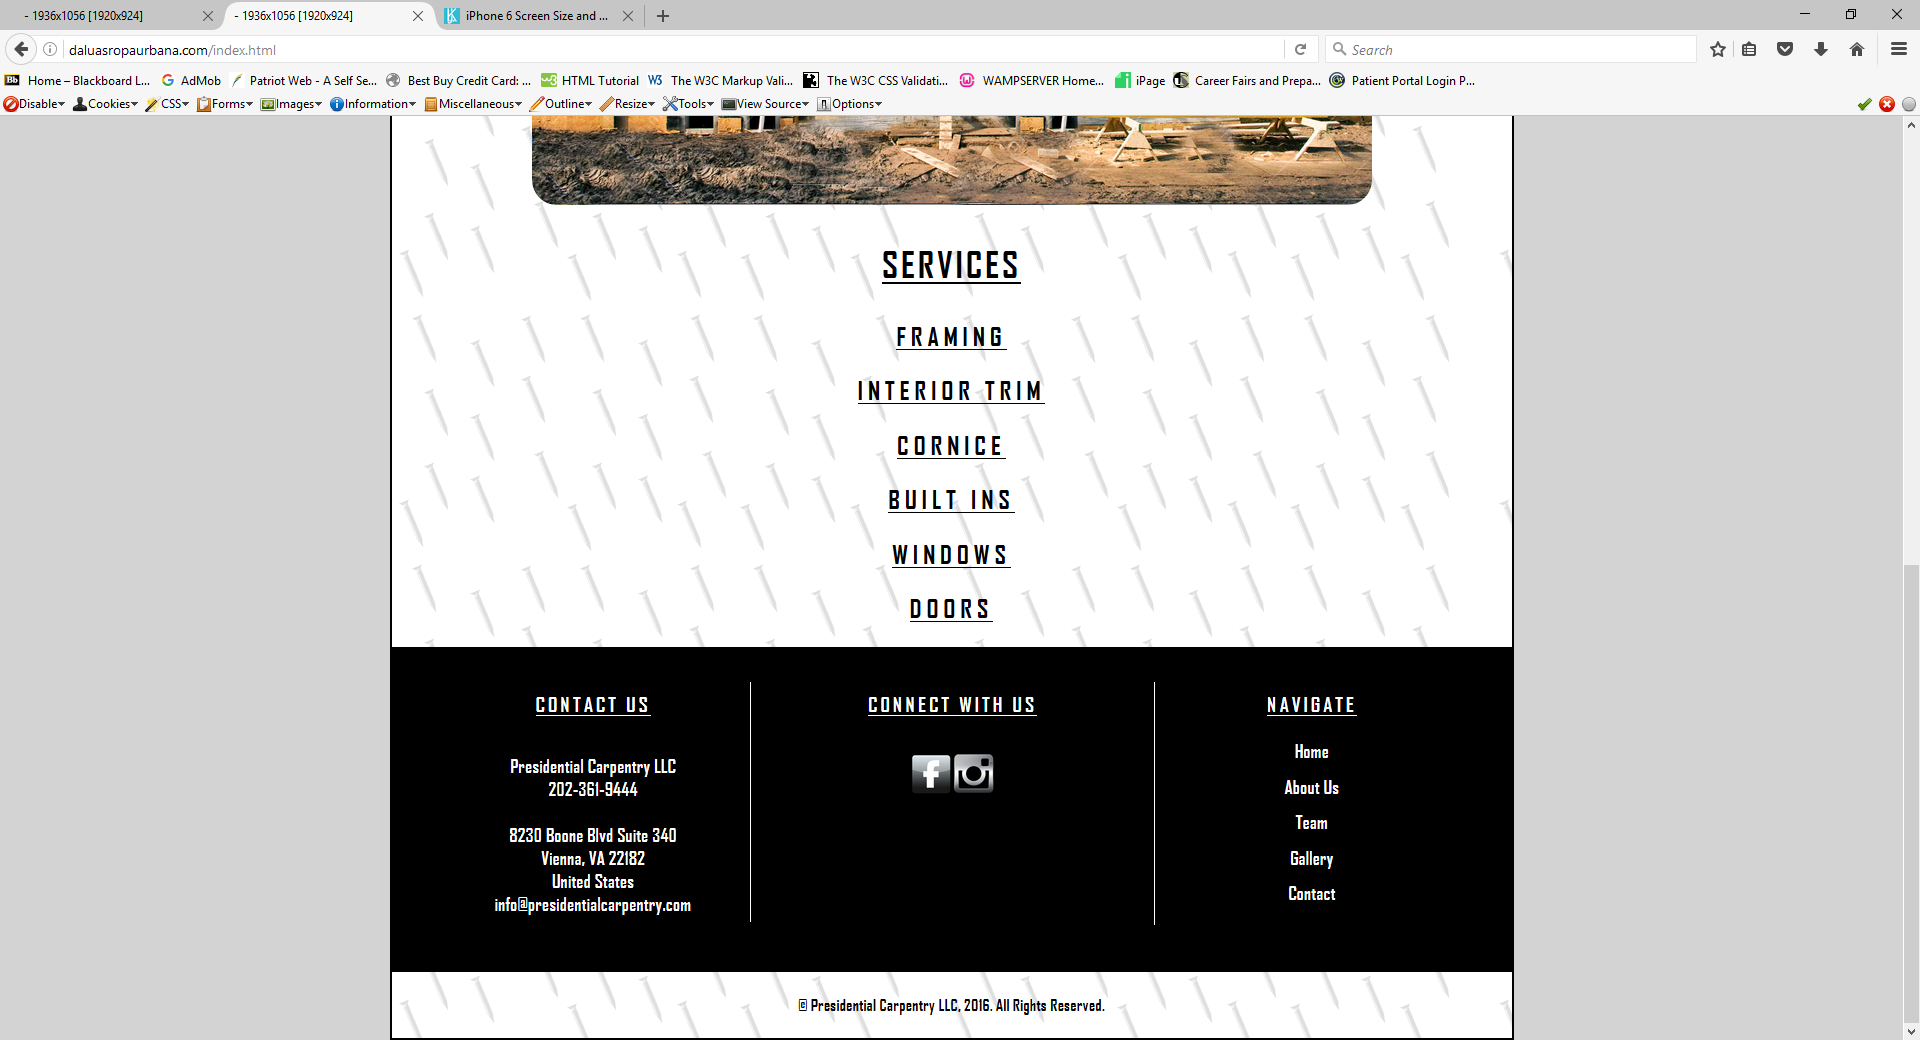 - 1936x1056 [1920x924]
- 1936x1056 [1920x924]
iPhone 6 Screen Size and ...
daluasropaurbana.com/index.html
Search
Home – Blackboard L...
AdMob
Patriot Web - A Self Se...
Best Buy Credit Card: ...
HTML Tutorial
The W3C Markup Vali...
The W3C CSS Validati...
WAMPSERVER Home...
iPage
Career Fairs and Prepa...
Patient Portal Login P...
Disable
Cookies
CSS
Forms
Images
Information
Miscellaneous
Outline
Resize
Tools
View Source
Options
SERVICES
FRAMING
INTERIOR TRIM
CORNICE
BUILT INS
WINDOWS
DOORS
CONTACT US
Presidential Carpentry LLC
202-361-9444
8230 Boone Blvd Suite 340
Vienna, VA 22182
United States
info@presidentialcarpentry.com
CONNECT WITH US
NAVIGATE
Home
About Us
Team
Gallery
Contact
© Presidential Carpentry LLC, 2016. All Rights Reserved.